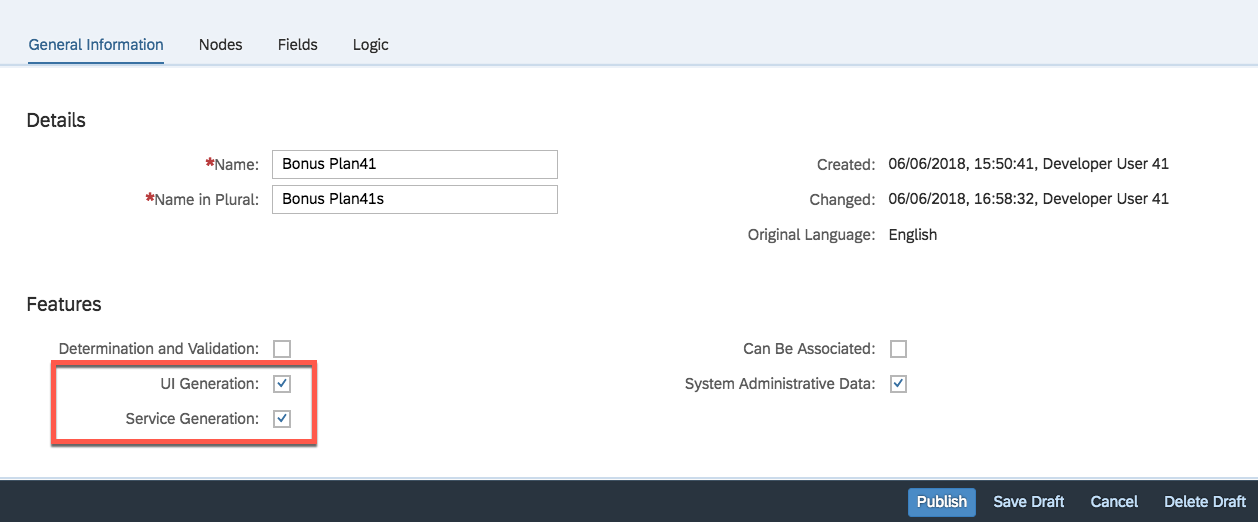 General Information Nodes Fields Logic
Details
*Name: Bonus Plan41 Created: 06/06/2018, 15:50:41, Developer User 41
*Name in Plural: Bonus Plan41s Changed: 06/06/2018, 16:58:32, Developer User 41
Original Language: English
Features
Determination and Validation: Can Be Associated:
UI Generation: System Administrative Data:
Service Generation:
Publish Save Draft Cancel Delete Draft